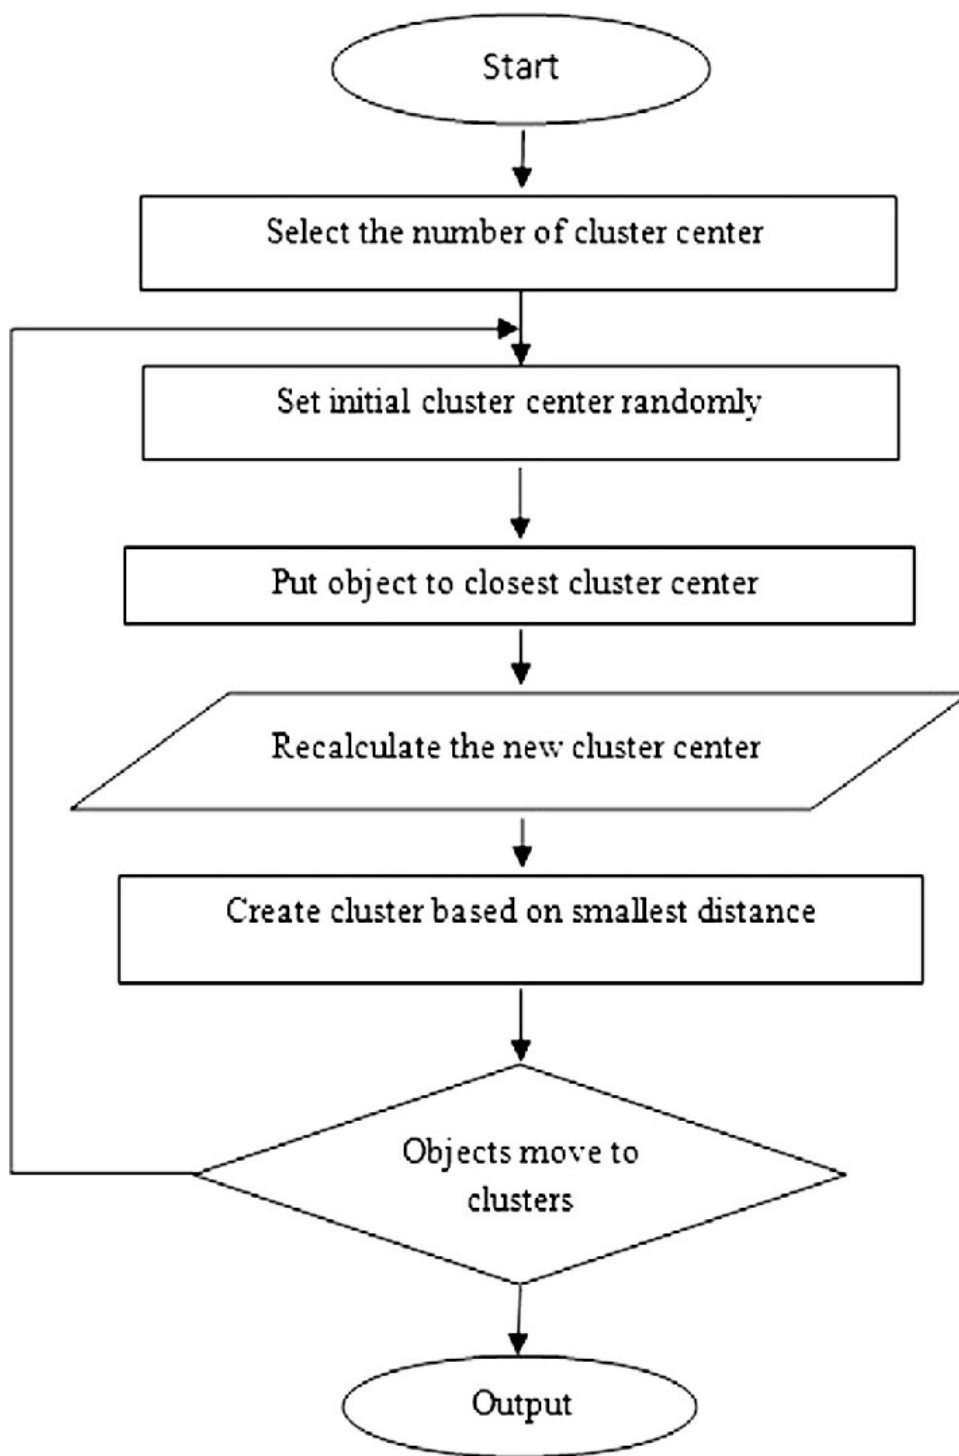 Start
Select the number of cluster center
Set initial cluster center randomly
Put object to closest cluster center
Recalculate the new cluster center
Create cluster based on smallest distance
Objects move to
clusters
Output